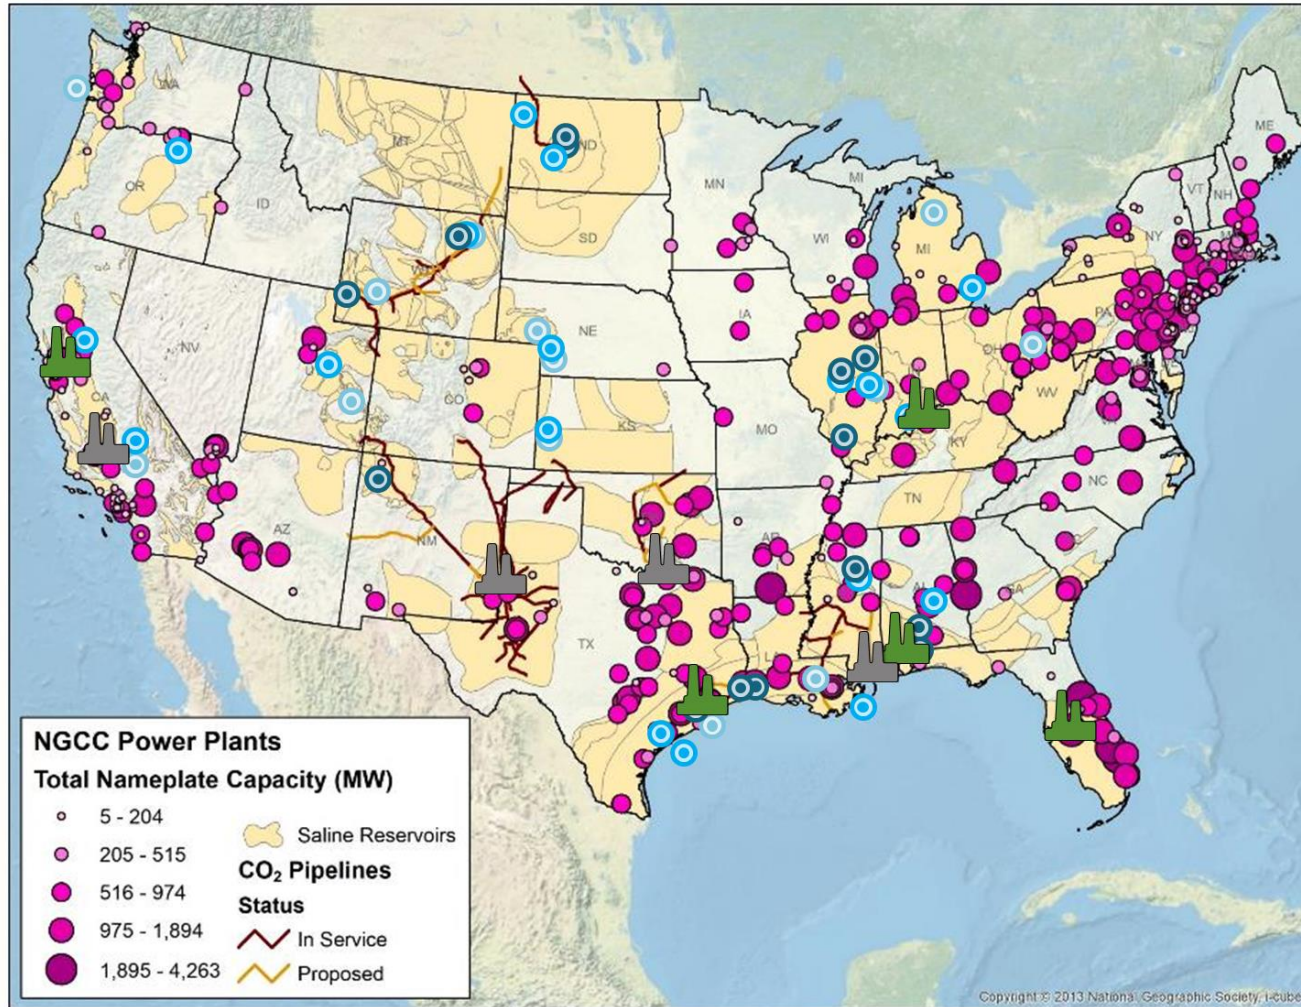 ME
WA
MT
ND
MN
MI
VT
NH
OR
ID
SD
WI
MI
NY
IA
PA
NE
NV
OH
WV
CO
CA
KS
MO
KY
NC
TN
AZ
NM
AR
AL
GA
TX
LA
NGCC Power Plants
Total Nameplate Capacity (MW)
5 - 204
205 - 515
516 - 974
975 - 1,894
1,895 - 4,263
Saline Reservoirs
CO₂ Pipelines
Status
In Service
Proposed
Copyright © 2013 National Geographic Society, i-cubed